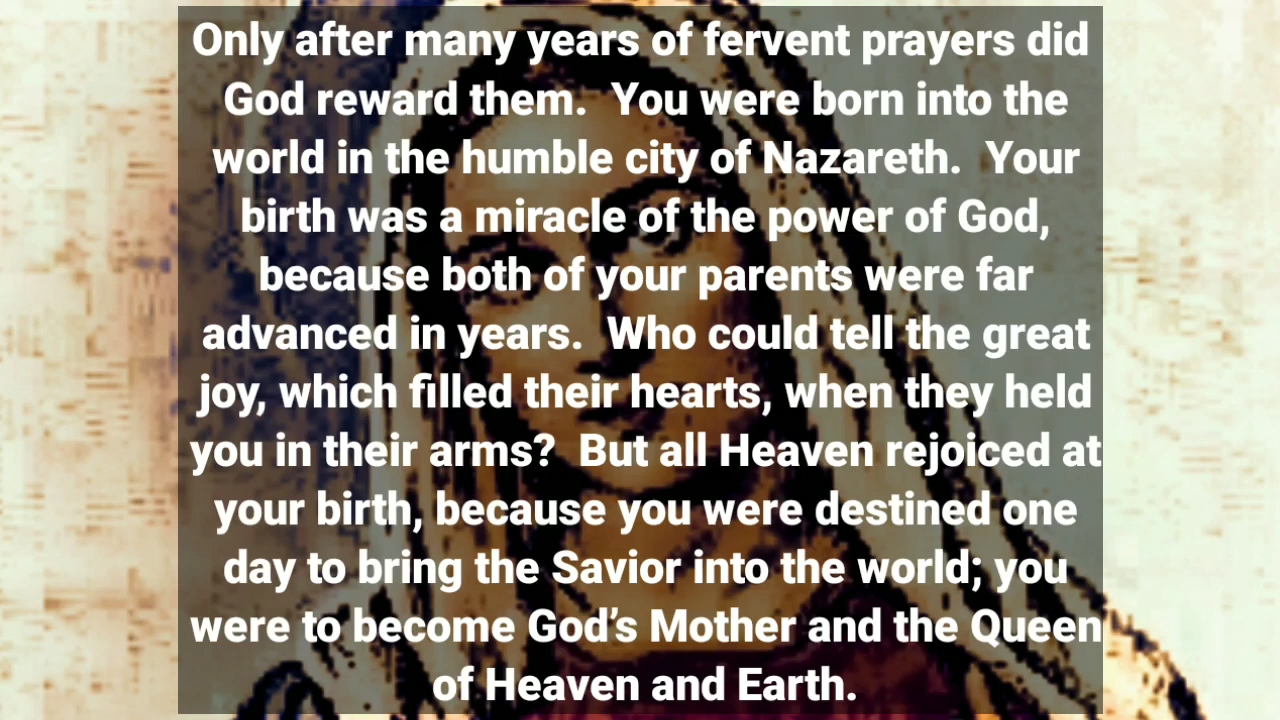 Only after many years of fervent prayers did
God reward them.  You were born into the
world in the humble city of Nazareth.  Your
birth was a miracle of the power of God,
because both of your parents were far
advanced in years.  Who could tell the great
joy, which filled their hearts, when they held
you in their arms?  But all Heaven rejoiced at
your birth, because you were destined one
day to bring the Savior into the world; you
were to become God’s Mother and the Queen
of Heaven and Earth.